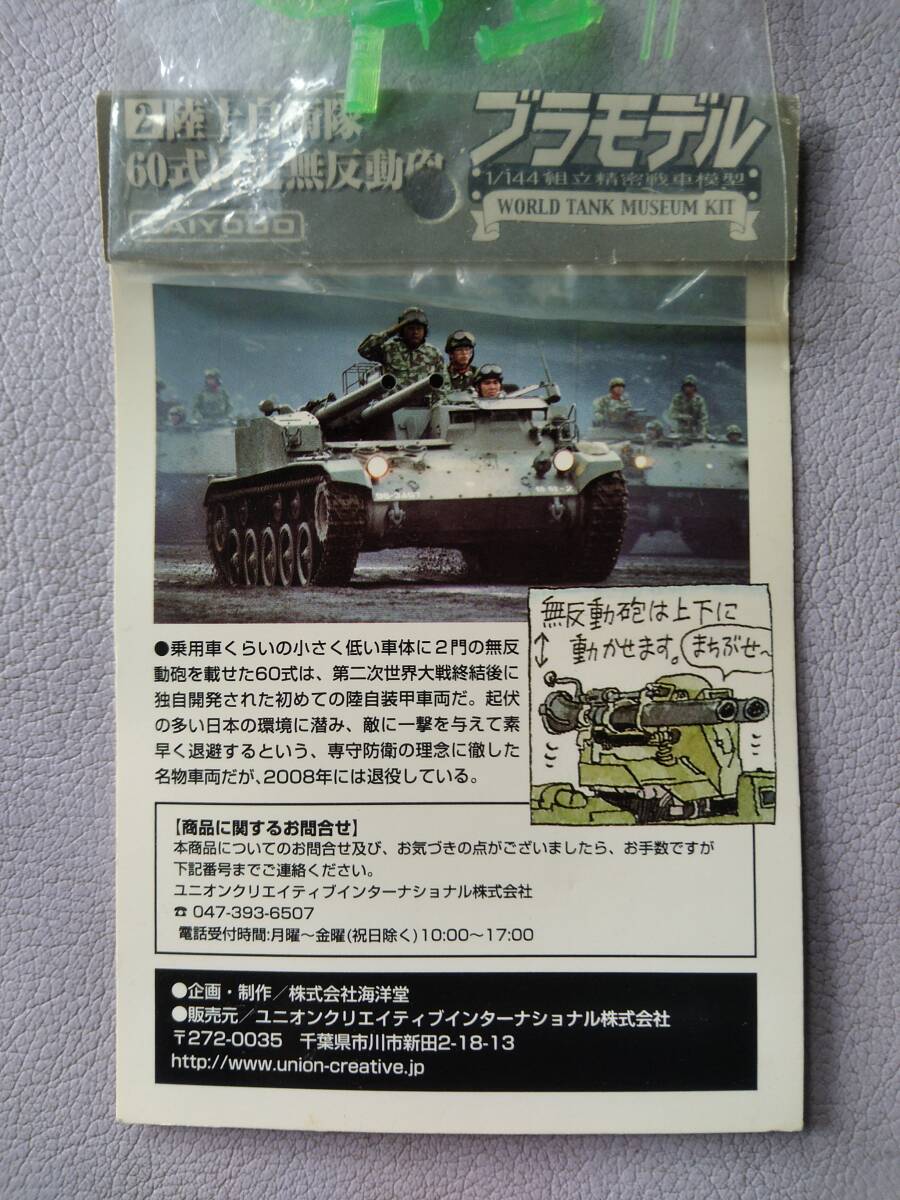 2 陸上自衛隊
60式自走無反動砲
KAIYODO
プラモデル
1/144 組立精密戦車模型
WORLD TANK MUSEUM KIT
無反動砲は上下に
動かせます。
まちぶせ〜
●乗用車くらいの小さく低い車体に2門の無反
動砲を載せた60式は、第二次世界大戦終結後に
独自開発された初めての陸自装甲車両だ。起伏
の多い日本の環境に潜み、敵に一撃を与えて素
早く退避するという、専守防衛の理念に徹した
名物車両だが、2008年には退役している。
【商品に関するお問合せ】
本商品についてのお問合せ及び、お気づきの点がございましたら、お手数ですが
下記番号までご連絡ください。
ユニオンクリエイティブインターナショナル株式会社
☎ 047-393-6507
電話受付時間:月曜〜金曜(祝日除く)10:00〜17:00
●企画・制作/株式会社海洋堂
●販売元/ユニオンクリエイティブインターナショナル株式会社
〒272-0035 千葉県市川市新田2-18-13
http://www.union-creative.jp